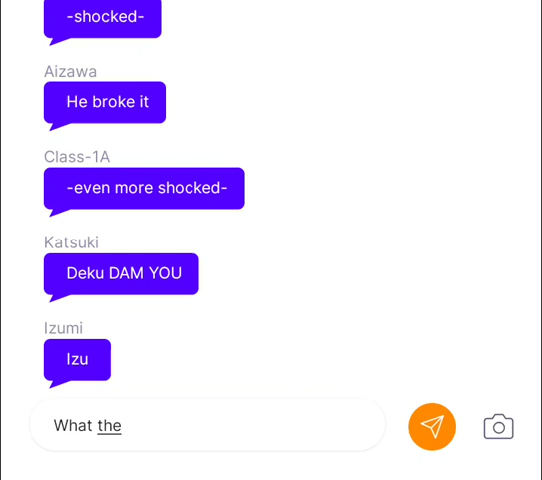 -shocked-
Aizawa
He broke it
Class-1A
-even more shocked-
Katsuki
Deku DAM YOU
Izumi
Izu
What the